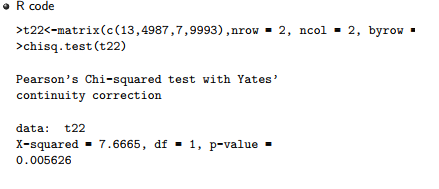 R code
>t22<-matrix(c(13,4987,7,9993),nrow = 2, ncol = 2, byrow =
>chisq.test(t22)
Pearson's Chi-squared test with Yates'
continuity correction
data: t22
X-squared = 7.6665, df = 1, p-value =
0.005626